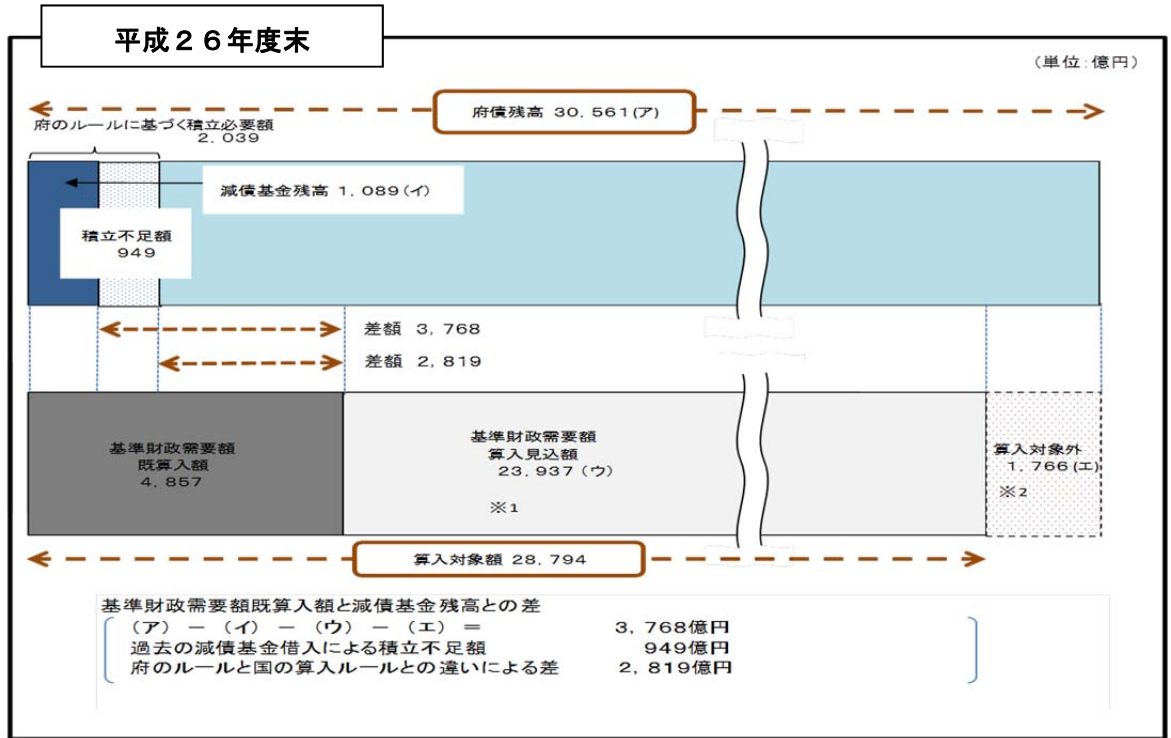 平成２６年度末
（単位：億円）
府債残高 30,561(ア)
府のルールに基づく積立必要額
2,039
減債基金残高 1,089(イ)
積立不足額
949
差額 3,768
差額 2,819
基準財政需要額
既算入額
4,857
基準財政需要額
算入見込額
23,937 (ウ)
※1
算入対象外
1,766(エ)
※2
算入対象額 28,794
基準財政需要額既算入額と減債基金残高との差
（ア） － （イ） － （ウ） － （エ） ＝ 3,768億円
過去の減債基金借入による積立不足額 949億円
府のルールと国の算入ルールとの違いによる差 2,819億円